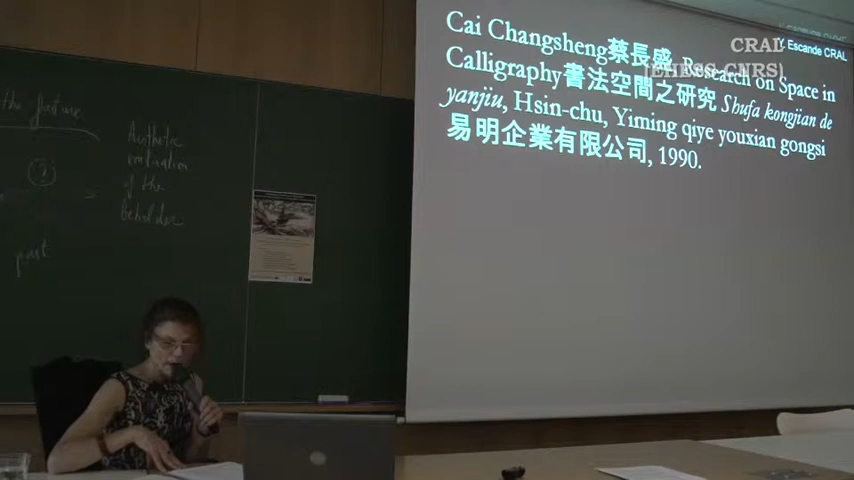 Cai Changsheng蔡長盛, Research on Space in
Calligraphy書法空間之研究 Shufa kongjian de
yanjiu, Hsin-chu, Yiming qiye youxian gongsi
易明企業有限公司, 1990.
Y. Escande CRAL
CRAL
[EHESS-CNRS]
the future
?
=
Aesthetic
of the
beholder
past